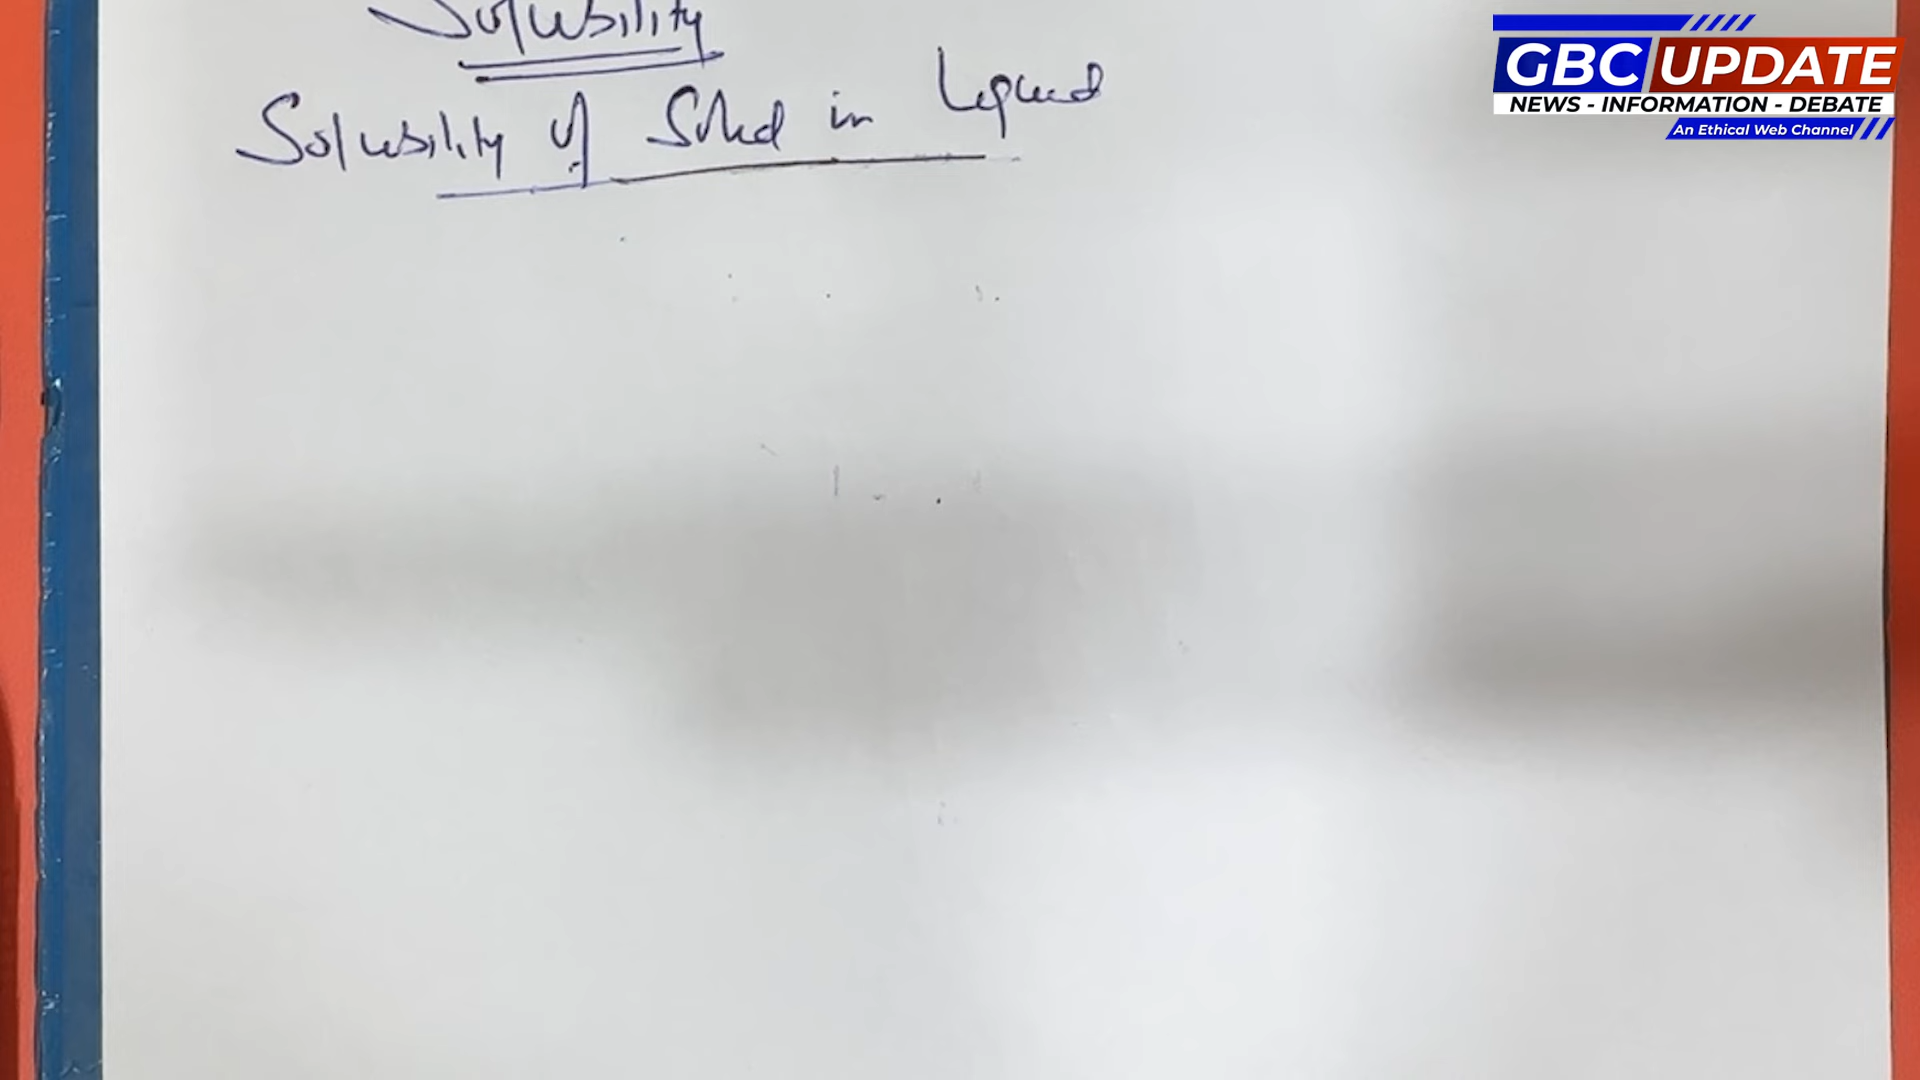 Solubility
Solubility of Solid in Liquid
GBC UPDATE
NEWS - INFORMATION - DEBATE
An Ethical Web Channel